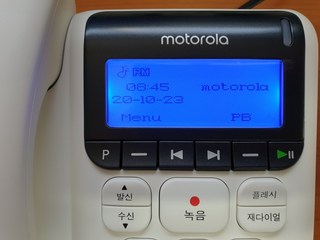 motorola
PM
08:45 motorola
20-10-23
Menu PB
P
발신
수신
녹음
플래시
재다이얼